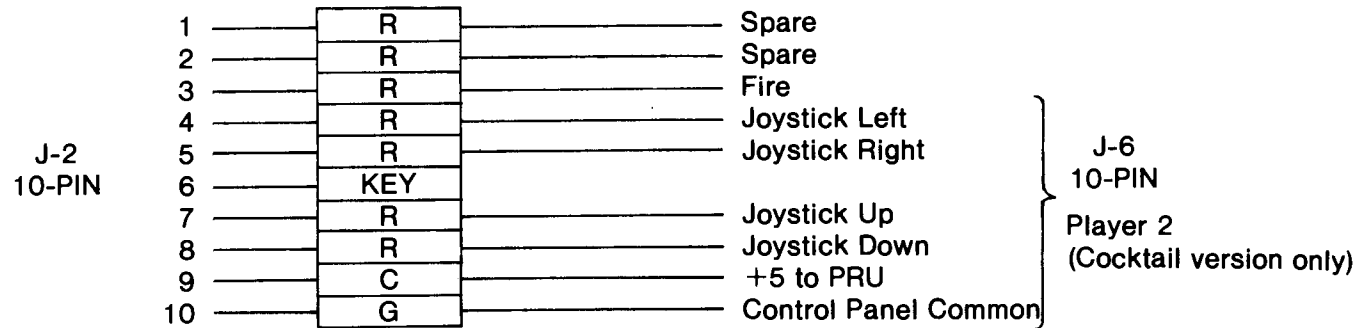 1 R Spare
2 R Spare
3 R Fire
4 R Joystick Left
5 R Joystick Right
J-2
10-PIN
6 KEY
7 R Joystick Up
8 R Joystick Down
9 C +5 to PRU
10 G Control Panel Common
J-6
10-PIN
Player 2
(Cocktail version only)